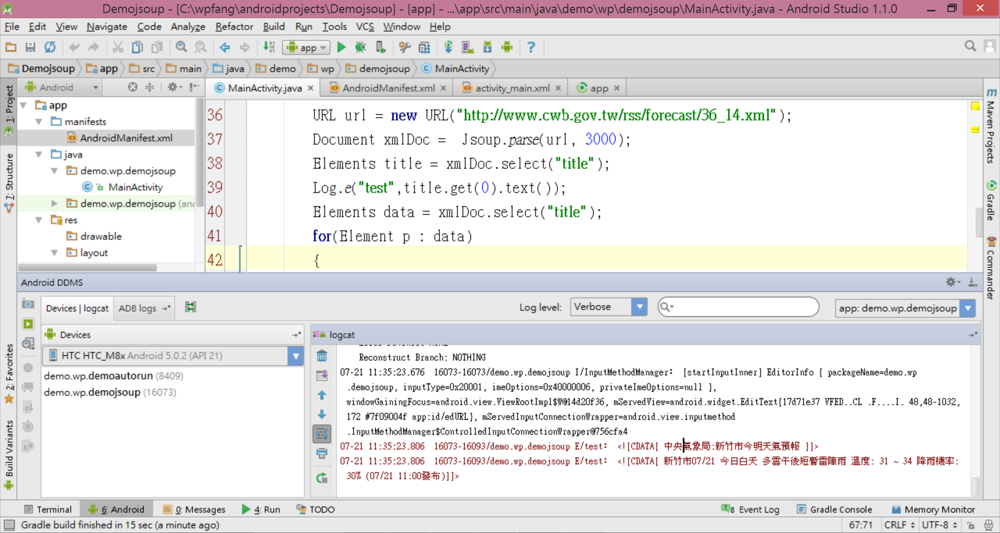 Demojsoup - [C:\wpfang\androidprojects\Demojsoup] - [app] - ...\app\src\main\java\demo\wp\demojsoup\MainActivity.java - Android Studio 1.1.0
File Edit View Navigate Code Analyze Refactor Build Run Tools VCS Window Help
app
Demojsoup app src main java demo wp demojsoup MainActivity
Android
MainActivity.java AndroidManifest.xml activity_main.xml app
1: Project
7: Structure
2: Favorites
Build Variants
app
manifests
AndroidManifest.xml
java
demo.wp.demojsoup
MainActivity
demo.wp.demojsoup (and
res
drawable
layout
36 URL url = new URL("http://www.cwb.gov.tw/rss/forecast/36_14.xml");
37 Document xmlDoc =  Jsoup.parse(url, 3000);
38 Elements title = xmlDoc.select("title");
39 Log.e("test",title.get(0).text());
40 Elements data = xmlDoc.select("title");
41 for(Element p : data)
42 {
Maven Projects
Gradle
Commander
Android DDMS
Devices | logcat ADB logs
Log level: Verbose app: demo.wp.demojsoup
Devices
HTC HTC_M8x Android 5.0.2 (API 21)
demo.wp.demoautorun (8409)
demo.wp.demojsoup (16073)
logcat
Reconstruct Branch: NOTHING
07-21 11:35:23.676 16073-16073/demo.wp.demojsoup I/InputMethodManager: [startInputInner] EditorInfo { packageName=demo.wp
.demojsoup, inputType=0x20001, imeOptions=0x40000006, privateImeOptions=null },
windowGainingFocus=android.view.ViewRootImpl$W@14d20f36, mServedView=android.widget.EditText{17d71e37 VFED..CL .F....I. 48,48-1032,
172 #7f09004f app:id/edURL}, mServedInputConnectionWrapper=android.view.inputmethod
.InputMethodManager$ControlledInputConnectionWrapper@756cfa4
07-21 11:35:23.806 16073-16093/demo.wp.demojsoup E/test: <![CDATA[ 中央氣象局:新竹市今明天氣預報 ]]>
07-21 11:35:23.806 16073-16093/demo.wp.demojsoup E/test: <![CDATA[ 新竹市07/21 今日白天 多雲午後短暫雷陣雨 溫度: 31 ~ 34 降雨機率:
30% (07/21 11:00發布)]]>
Terminal 6: Android 0: Messages 4: Run TODO 8 Event Log Gradle Console Memory Monitor
Gradle build finished in 15 sec (a minute ago) 67:71 CRLF UTF-8